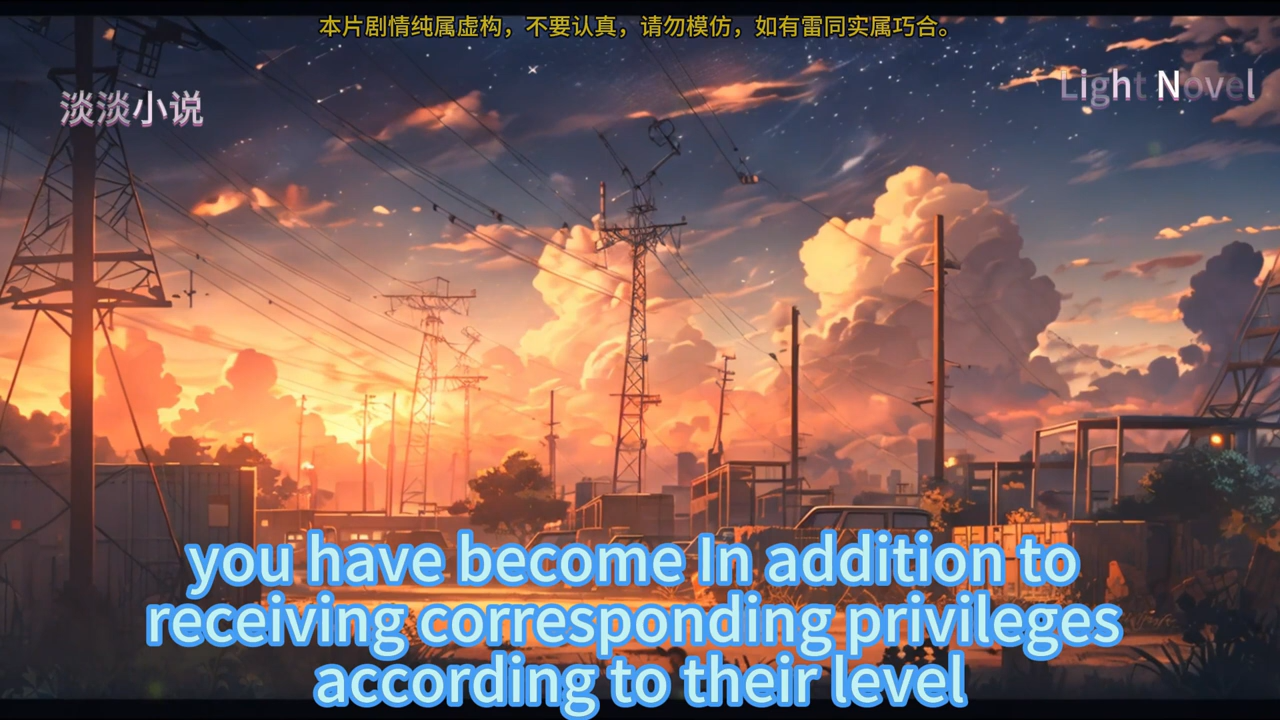 本片剧情纯属虚构，不要认真，请勿模仿，如有雷同实属巧合。
淡淡小说
Light Novel
you have become In addition to
receiving corresponding privileges
according to their level